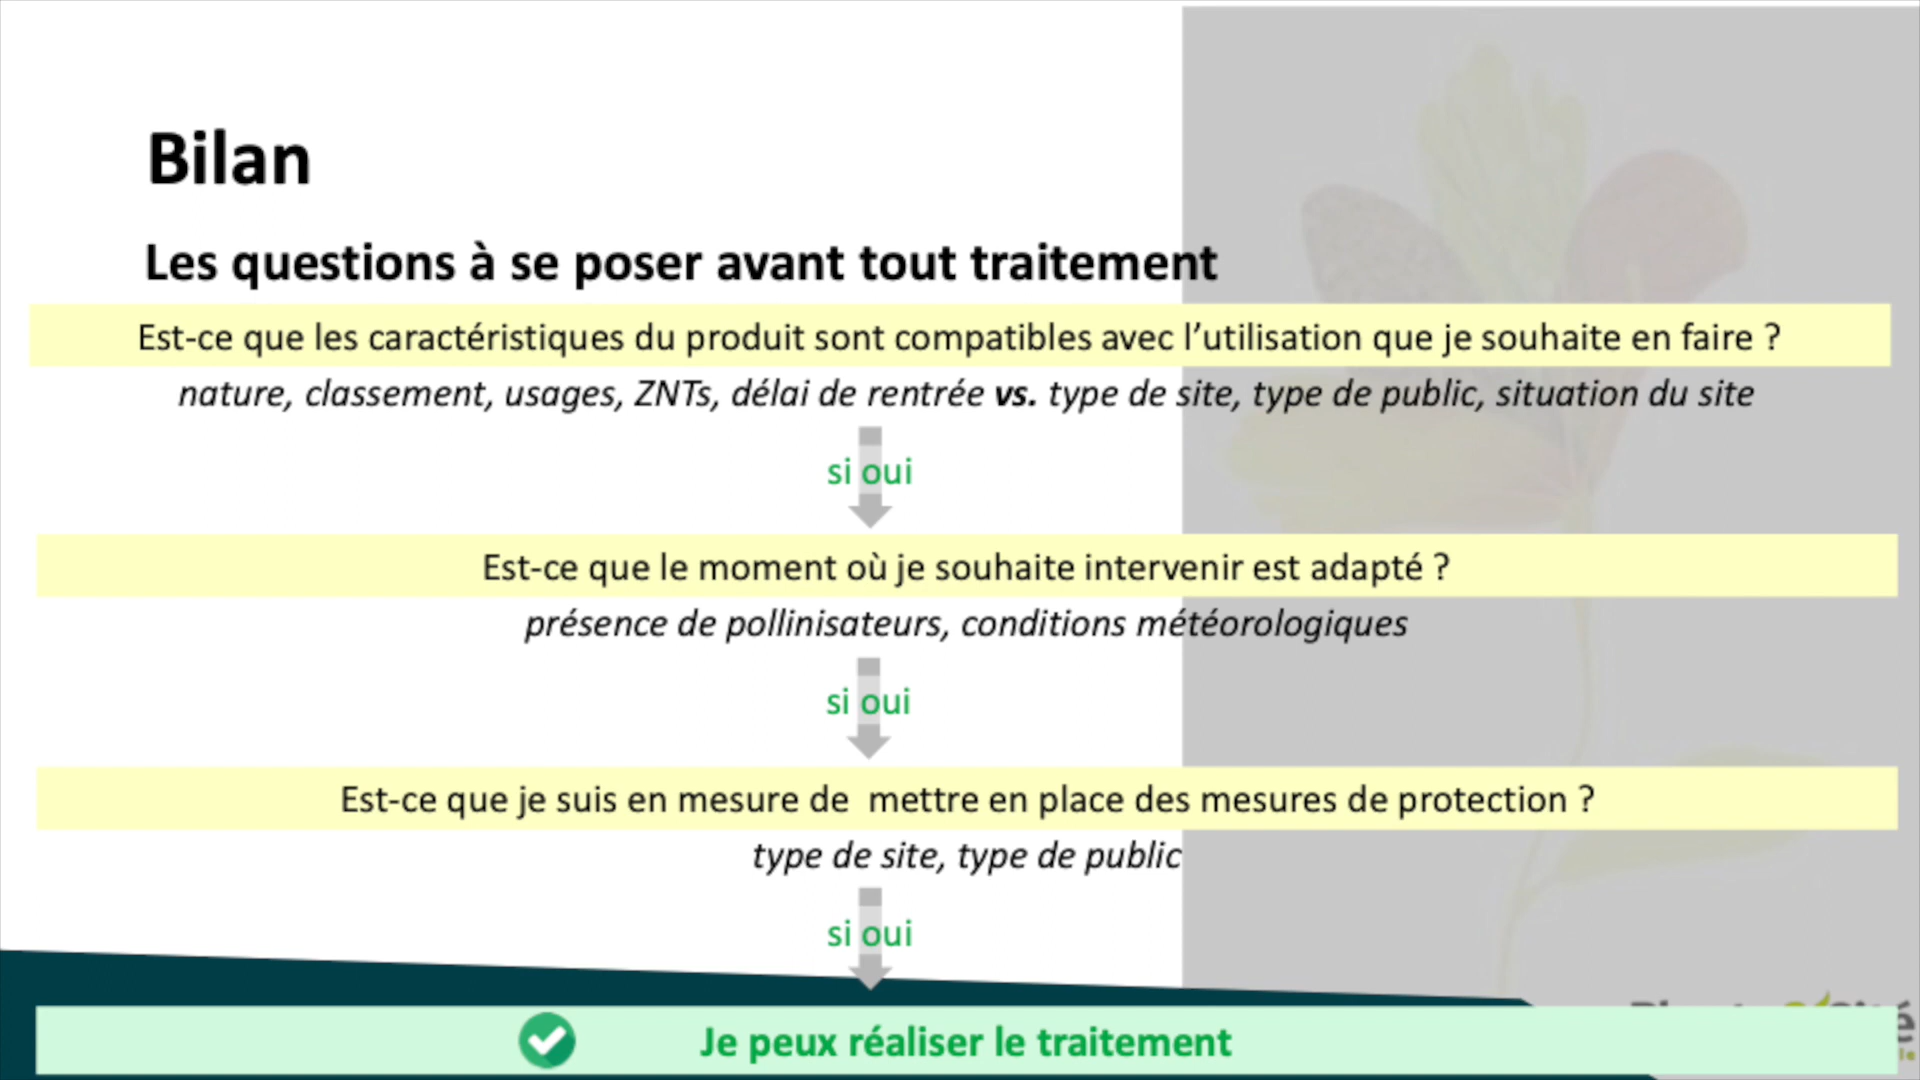 Bilan
Les questions à se poser avant tout traitement
Est-ce que les caractéristiques du produit sont compatibles avec l’utilisation que je souhaite en faire ?
nature, classement, usages, ZNTs, délai de rentrée vs. type de site, type de public, situation du site
si oui
Est-ce que le moment où je souhaite intervenir est adapté ?
présence de pollinisateurs, conditions météorologiques
si oui
Est-ce que je suis en mesure de  mettre en place des mesures de protection ?
type de site, type de public
si oui
Je peux réaliser le traitement